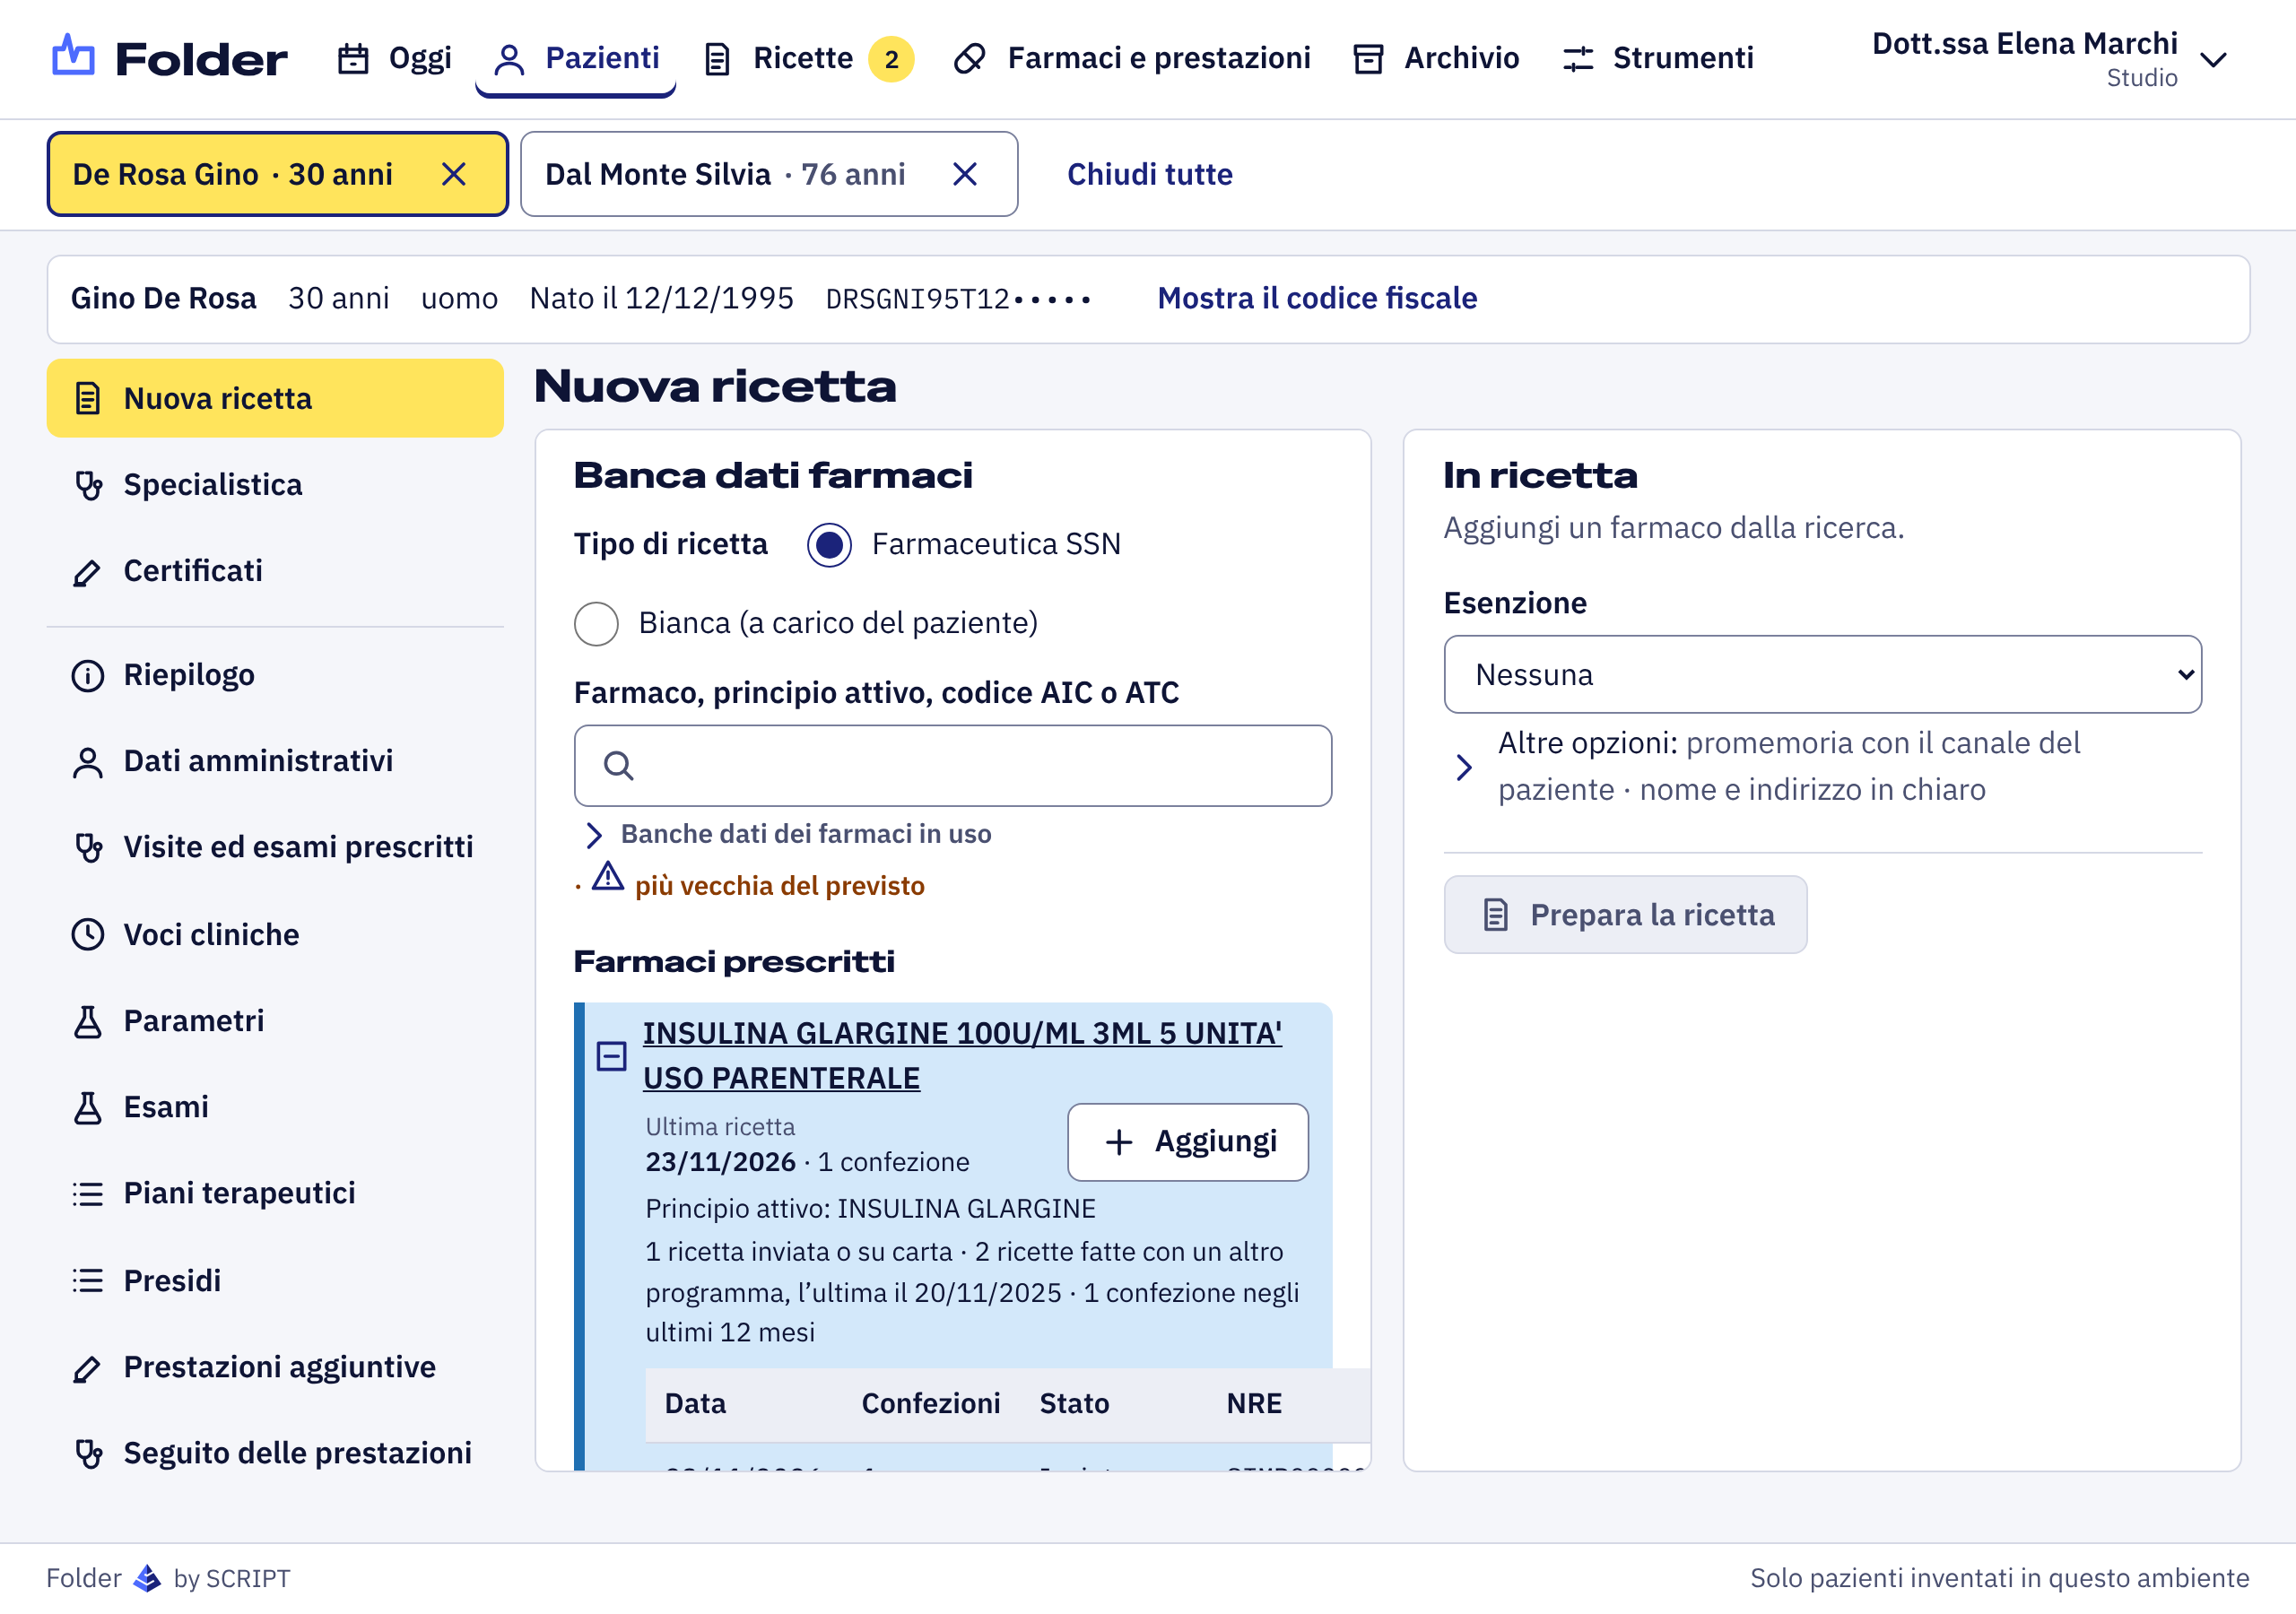 Folder
Oggi
Pazienti
Ricette 2
Farmaci e prestazioni
Archivio
Strumenti
Dott.ssa Elena Marchi
Studio
De Rosa Gino · 30 anni
Dal Monte Silvia · 76 anni
Chiudi tutte
Gino De Rosa 30 anni uomo Nato il 12/12/1995 DRSGNI95T12••••• Mostra il codice fiscale
Nuova ricetta
Specialistica
Certificati
Riepilogo
Dati amministrativi
Visite ed esami prescritti
Voci cliniche
Parametri
Esami
Piani terapeutici
Presidi
Prestazioni aggiuntive
Seguito delle prestazioni
Nuova ricetta
Banca dati farmaci
Tipo di ricetta
Farmaceutica SSN
Bianca (a carico del paziente)
Farmaco, principio attivo, codice AIC o ATC
Banche dati dei farmaci in uso
· più vecchia del previsto
Farmaci prescritti
INSULINA GLARGINE 100U/ML 3ML 5 UNITA'
USO PARENTERALE
Ultima ricetta
23/11/2026 · 1 confezione
Aggiungi
Principio attivo: INSULINA GLARGINE
1 ricetta inviata o su carta · 2 ricette fatte con un altro
programma, l’ultima il 20/11/2025 · 1 confezione negli
ultimi 12 mesi
Data Confezioni Stato NRE
In ricetta
Aggiungi un farmaco dalla ricerca.
Esenzione
Nessuna
Altre opzioni: promemoria con il canale del
paziente · nome e indirizzo in chiaro
Prepara la ricetta
Folder by SCRIPT
Solo pazienti inventati in questo ambiente